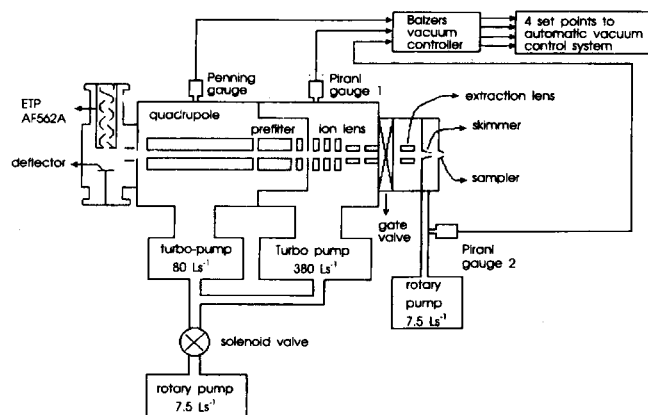 Balzers
vacuum
controller
4 set points to
automatic vacuum
control system
Penning
gauge
Pirani
gauge 1
ETP
AF562A
quadrupole
extraction lens
prefilter
ion lens
skimmer
deflector
sampler
gate
valve
turbo-pump
80 Ls⁻¹
Turbo pump
380 Ls⁻¹
Pirani
gauge 2
rotary
pump
7.5 Ls⁻¹
solenoid valve
rotary pump
7.5 Ls⁻¹